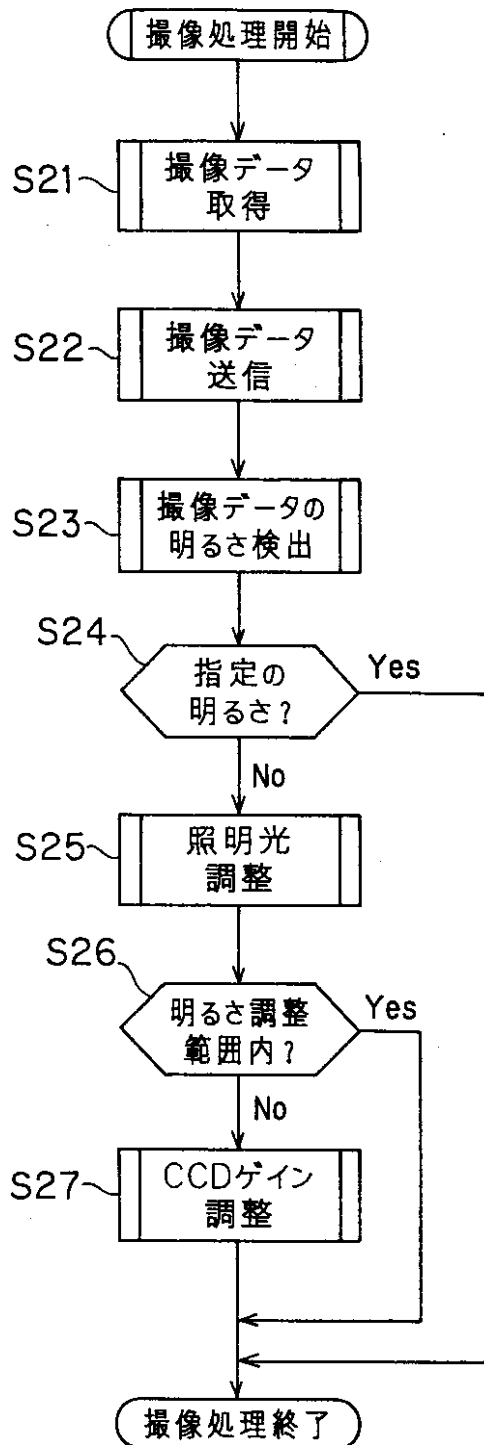 撮像処理開始
S21
撮像データ
取得
S22
撮像データ
送信
S23
撮像データの
明るさ検出
S24
指定の
明るさ?
Yes
No
S25
照明光
調整
S26
明るさ調整
範囲内?
Yes
No
S27
CCDゲイン
調整
撮像処理終了